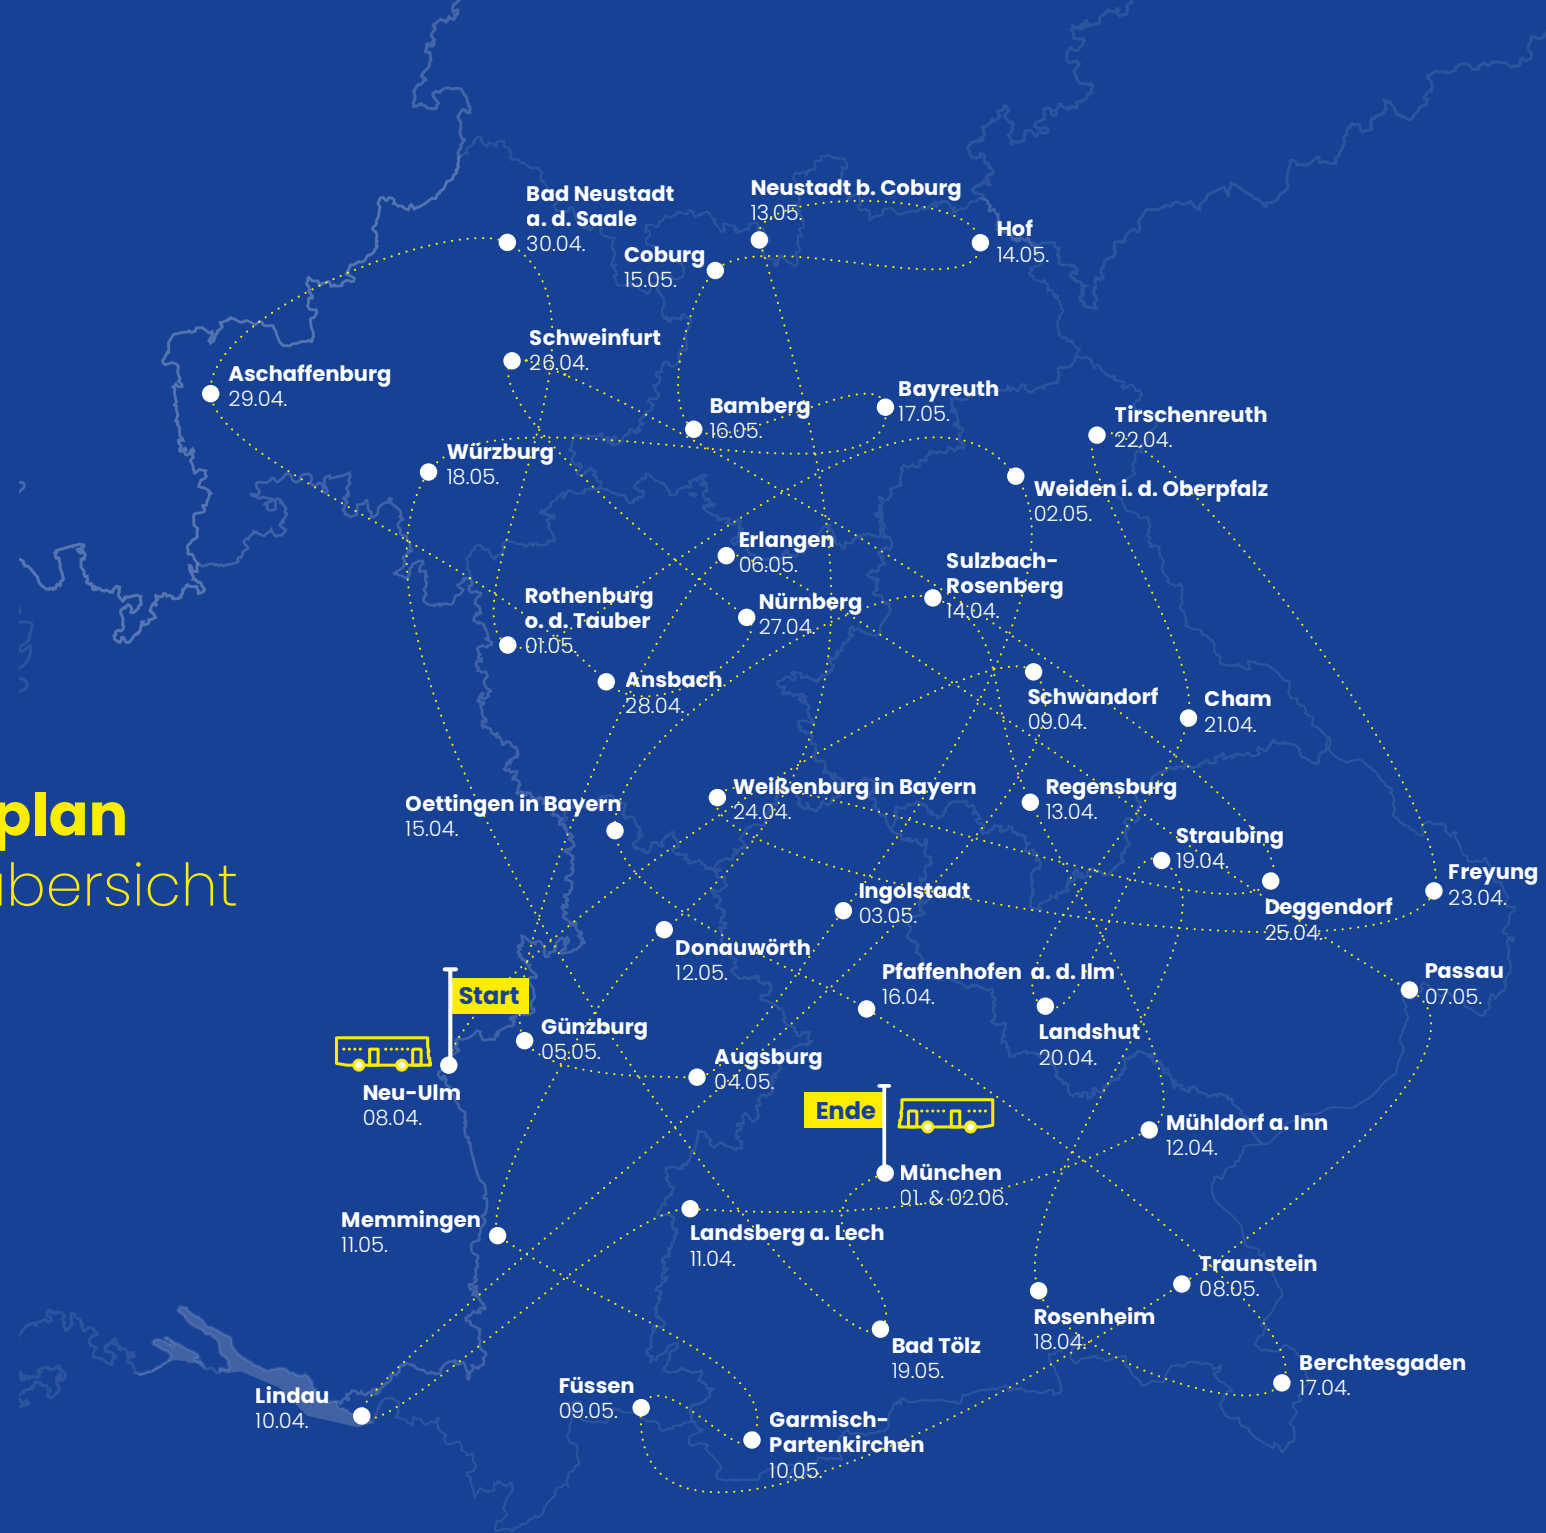 Bad Neustadt
a. d. Saale
30.04.
Neustadt b. Coburg
13.05.
Hof
14.05.
Coburg
15.05.
Schweinfurt
26.04.
Aschaffenburg
29.04.
Bamberg
16.05.
Bayreuth
17.05.
Tirschenreuth
22.04.
Würzburg
18.05.
Weiden i. d. Oberpfalz
02.05.
Erlangen
06.05.
Sulzbach-
Rosenberg
14.04.
Rothenburg
o. d. Tauber
01.05.
Nürnberg
27.04.
Ansbach
28.04.
Schwandorf
09.04.
Cham
21.04.
plan
übersicht
Oettingen in Bayern
15.04.
Weißenburg in Bayern
24.04.
Regensburg
13.04.
Straubing
19.04.
Freyung
23.04.
Ingolstadt
03.05.
Deggendorf
25.04.
Donauwörth
12.05.
Pfaffenhofen a. d. Ilm
16.04.
Passau
07.05.
Start
Günzburg
05.05.
Landshut
20.04.
Augsburg
04.05.
Neu-Ulm
08.04.
Ende
Mühldorf a. Inn
12.04.
München
01. & 02.06.
Memmingen
11.05.
Landsberg a. Lech
11.04.
Traunstein
08.05.
Rosenheim
18.04.
Bad Tölz
19.05.
Berchtesgaden
17.04.
Lindau
10.04.
Füssen
09.05.
Garmisch-
Partenkirchen
10.05.